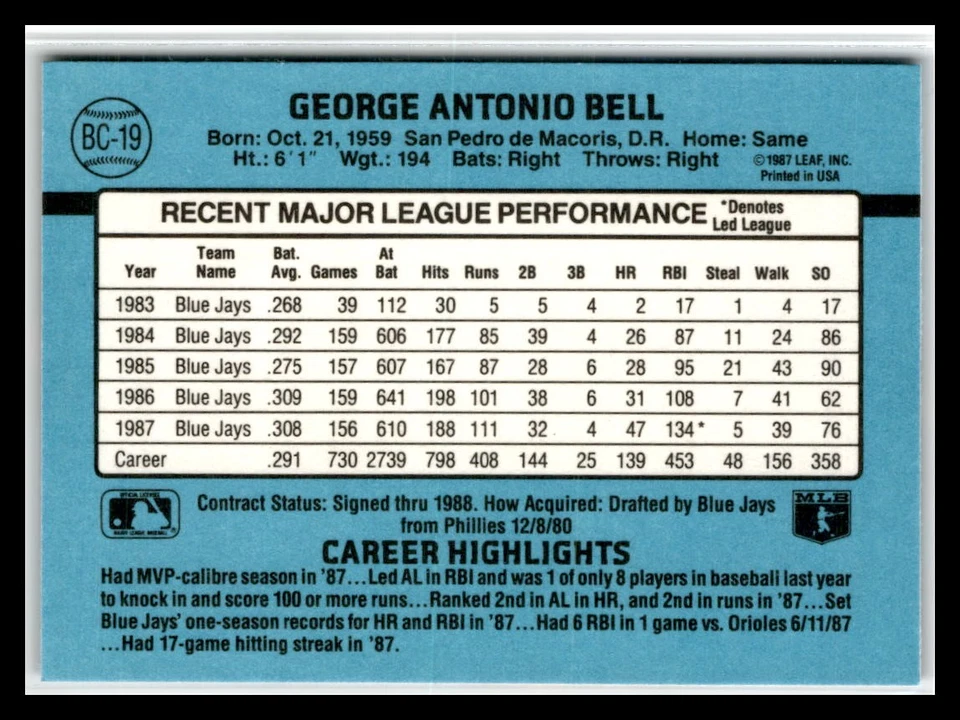 BC-19
GEORGE ANTONIO BELL
Born: Oct. 21, 1959 San Pedro de Macoris, D.R. Home: Same
Ht.: 6'1" Wgt.: 194 Bats: Right Throws: Right
©1987 LEAF, INC.
Printed in USA
RECENT MAJOR LEAGUE PERFORMANCE *Denotes
Led League
Team Bat. At
Year Name Avg. Games Bat Hits Runs 2B 3B HR RBI Steal Walk SO
1983 Blue Jays .268 39 112 30 5 5 4 2 17 1 4 17
1984 Blue Jays .292 159 606 177 85 39 4 26 87 11 24 86
1985 Blue Jays .275 157 607 167 87 28 6 28 95 21 43 90
1986 Blue Jays .309 159 641 198 101 38 6 31 108 7 41 62
1987 Blue Jays .308 156 610 188 111 32 4 47 134* 5 39 76
Career .291 730 2739 798 408 144 25 139 453 48 156 358
OFFICIAL LICENSEE
MAJOR LEAGUE BASEBALL
Contract Status: Signed thru 1988. How Acquired: Drafted by Blue Jays
from Phillies 12/8/80
MLB
CAREER HIGHLIGHTS
Had MVP-calibre season in '87...Led AL in RBI and was 1 of only 8 players in baseball last year
to knock in and score 100 or more runs...Ranked 2nd in AL in HR, and 2nd in runs in '87...Set
Blue Jays' one-season records for HR and RBI in '87...Had 6 RBI in 1 game vs. Orioles 6/11/87
...Had 17-game hitting streak in '87.